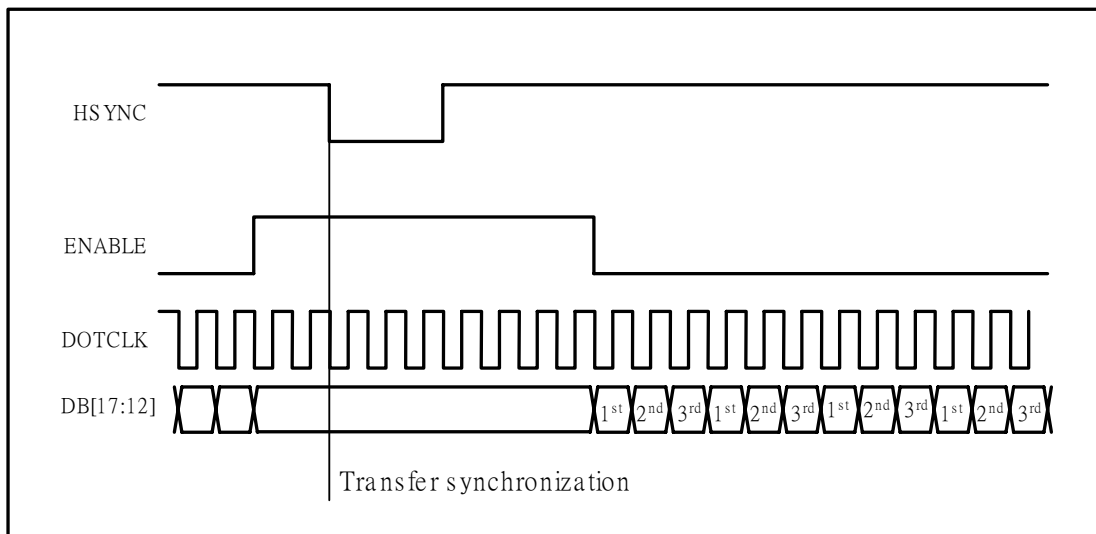 HSYNC
ENABLE
DOTCLK
DB[17:12] 1st 2nd 3rd 1st 2nd 3rd 1st 2nd 3rd 1st 2nd 3rd
Transfer synchronization